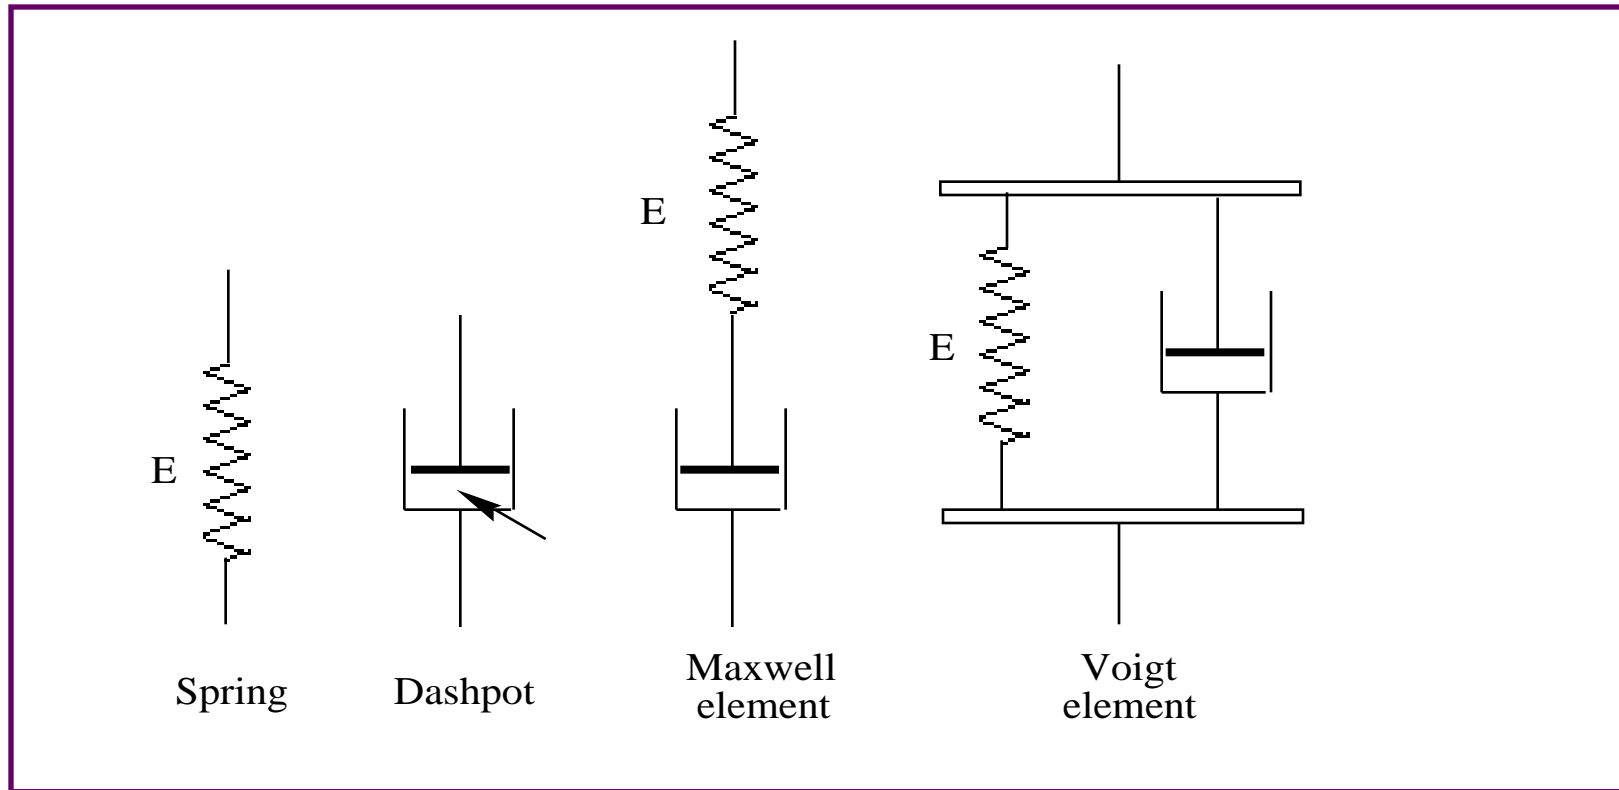 E
E
E
Spring
Dashpot
Maxwell
element
Voigt
element